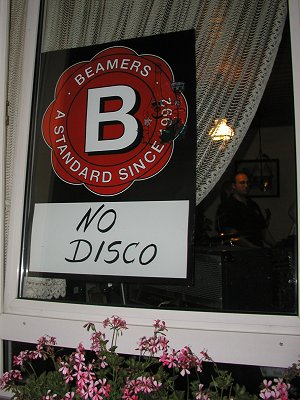 BEAMERS
B
A STANDARD SINCE 1992
NO
DISCO